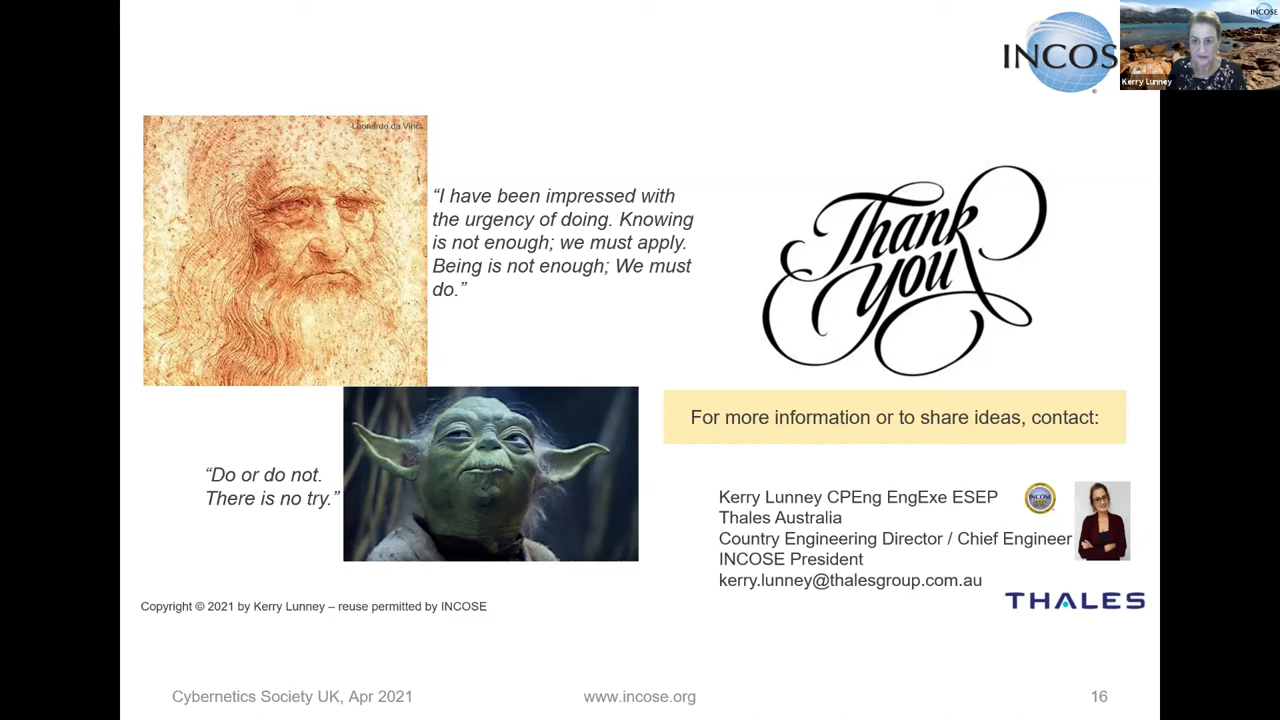 INCOS
INCOSE
Kerry Lunney
Leonardo da Vinci
“I have been impressed with
the urgency of doing. Knowing
is not enough; we must apply.
Being is not enough; We must
do.”
Thank
you
“Do or do not.
There is no try.”
For more information or to share ideas, contact:
Kerry Lunney CPEng EngExe ESEP
Thales Australia
Country Engineering Director / Chief Engineer
INCOSE President
kerry.lunney@thalesgroup.com.au
INCOSE
THALES
Copyright © 2021 by Kerry Lunney – reuse permitted by INCOSE
Cybernetics Society UK, Apr 2021
www.incose.org
16